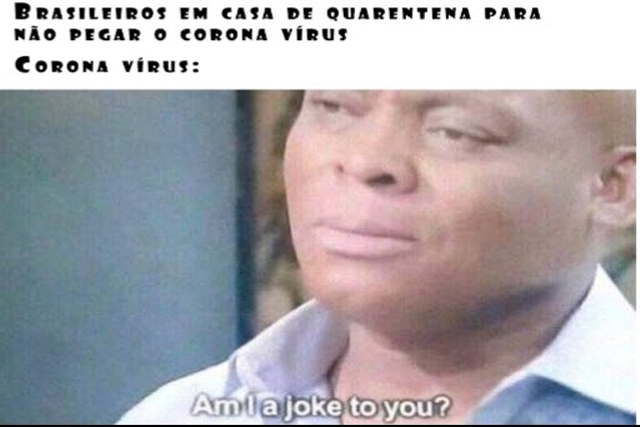 Brasileiros em casa de quarentena para
não pegar o corona vírus
Corona vírus:
Am I a joke to you?